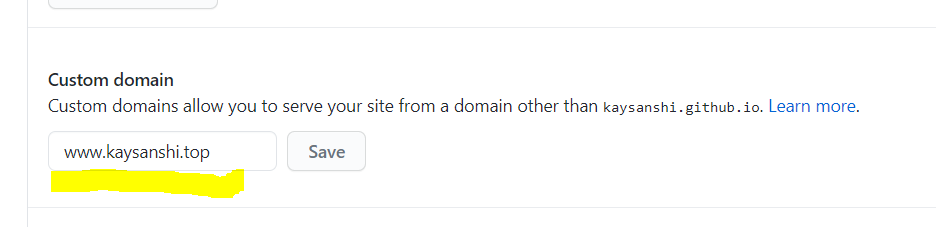 Custom domain
Custom domains allow you to serve your site from a domain other than kaysanshi.github.io. Learn more.
www.kaysanshi.top Save